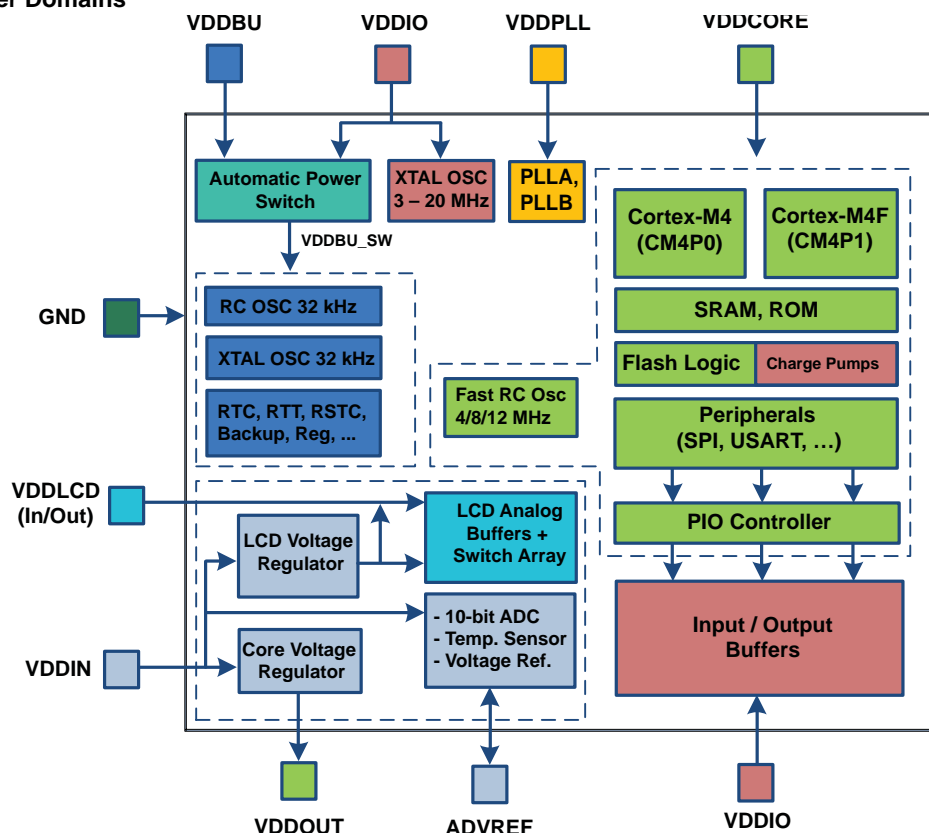 er Domains
VDDBU
VDDIO
VDDPLL
VDDCORE
Automatic Power
Switch
XTAL OSC
3 – 20 MHz
PLLA,
PLLB
Cortex-M4
(CM4P0)
Cortex-M4F
(CM4P1)
VDDBU_SW
GND
RC OSC 32 kHz
SRAM, ROM
XTAL OSC 32 kHz
Flash Logic
Charge Pumps
RTC, RTT, RSTC,
Backup, Reg, ...
Fast RC Osc
4/8/12 MHz
Peripherals
(SPI, USART, …)
VDDLCD
(In/Out)
LCD Voltage
Regulator
LCD Analog
Buffers +
Switch Array
PIO Controller
VDDIN
Core Voltage
Regulator
- 10-bit ADC
- Temp. Sensor
- Voltage Ref.
Input / Output
Buffers
VDDOUT
ADVREF
VDDIO